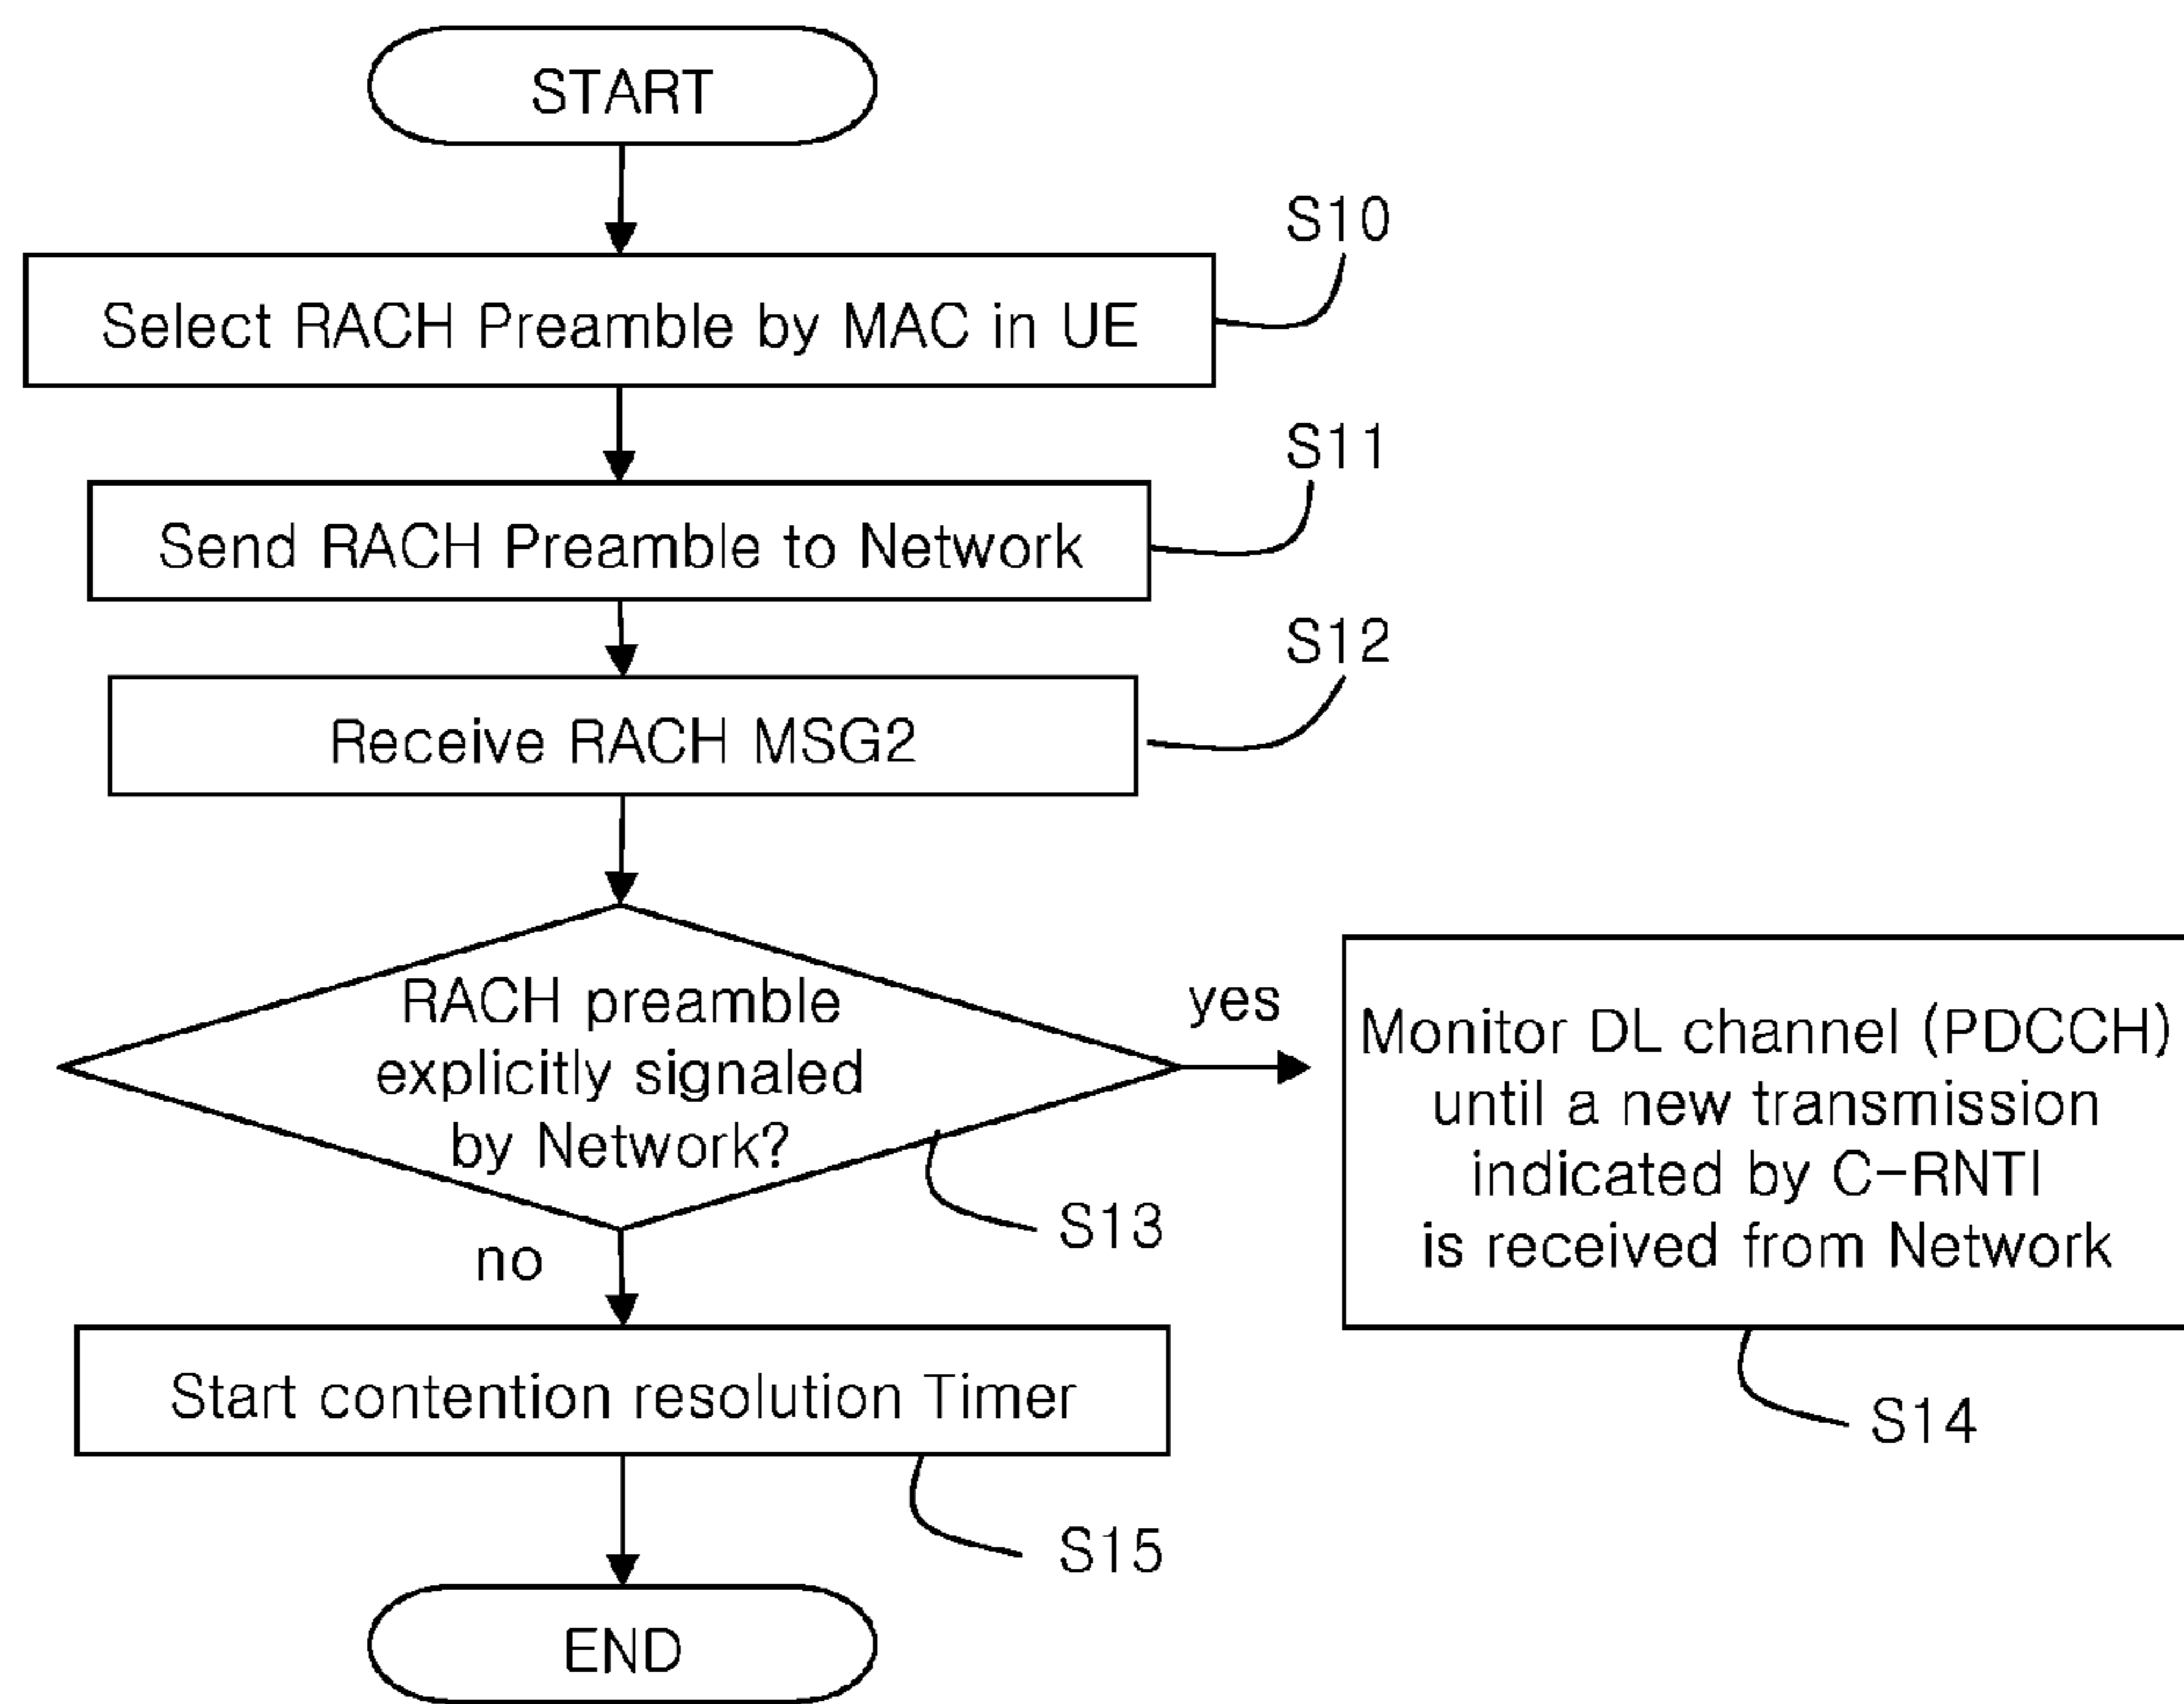 START
S10
Select RACH Preamble by MAC in UE
S11
Send RACH Preamble to Network
S12
Receive RACH MSG2
RACH preamble
explicitly signaled
by Network?
yes
Monitor DL channel (PDCCH)
until a new transmission
indicated by C-RNTI
is received from Network
S13
no
S14
Start contention resolution Timer
S15
END